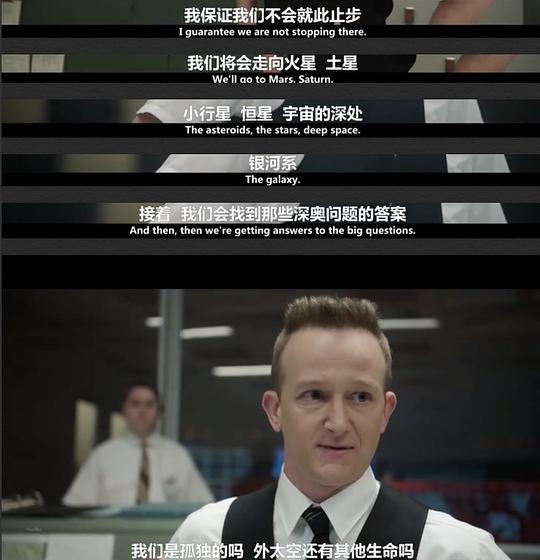 我保证我们不会就此止步
I guarantee we are not stopping there.
我们将会走向火星 土星
We'll go to Mars. Saturn.
小行星 恒星 宇宙的深处
The asteroids, the stars, deep space.
银河系
The galaxy.
接着 我们会找到那些深奥问题的答案
And then, then we're getting answers to the big questions.
我们是孤独的吗 外太空还有其他生命吗